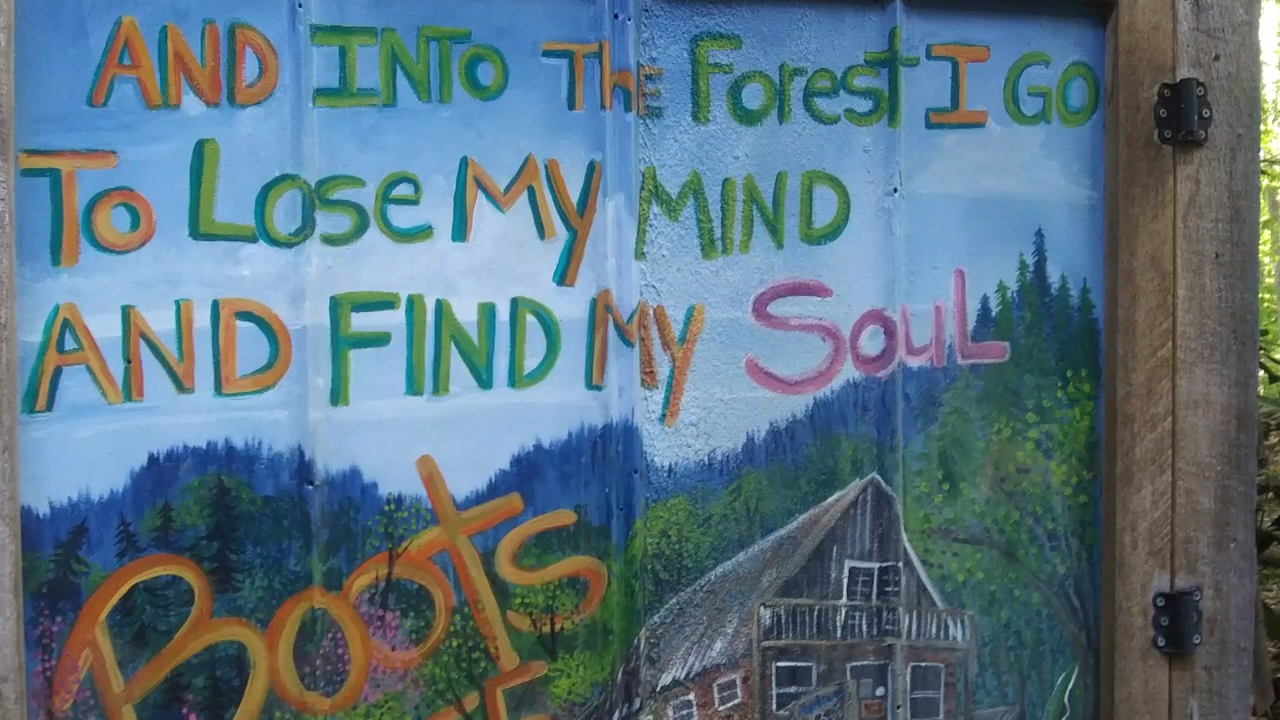 AND INTO ThE Forest I GO
To Lose My MIND
AND FIND My SouL
Boots